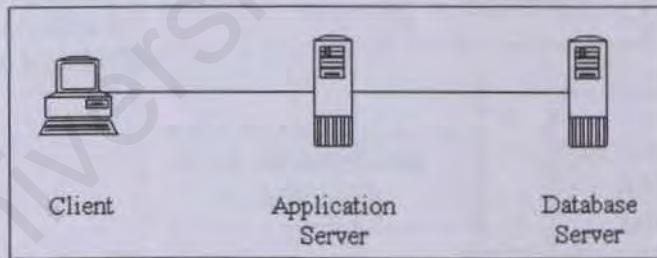 Client
Application
Server
Database
Server